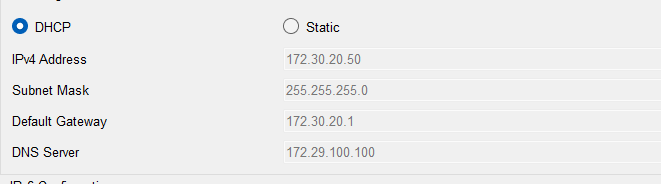 DHCP Static
IPv4 Address 172.30.20.50
Subnet Mask 255.255.255.0
Default Gateway 172.30.20.1
DNS Server 172.29.100.100